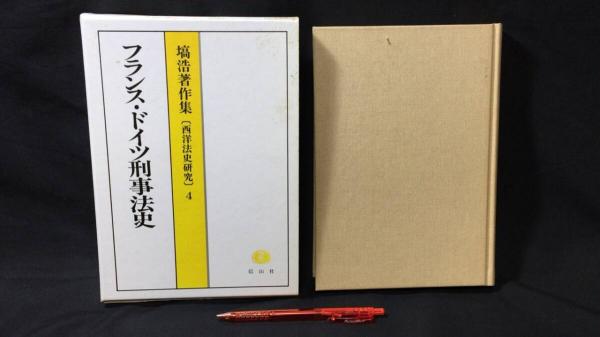 塙浩著作集〔西洋法史研究〕4
フランス・ドイツ刑事法史
信山社